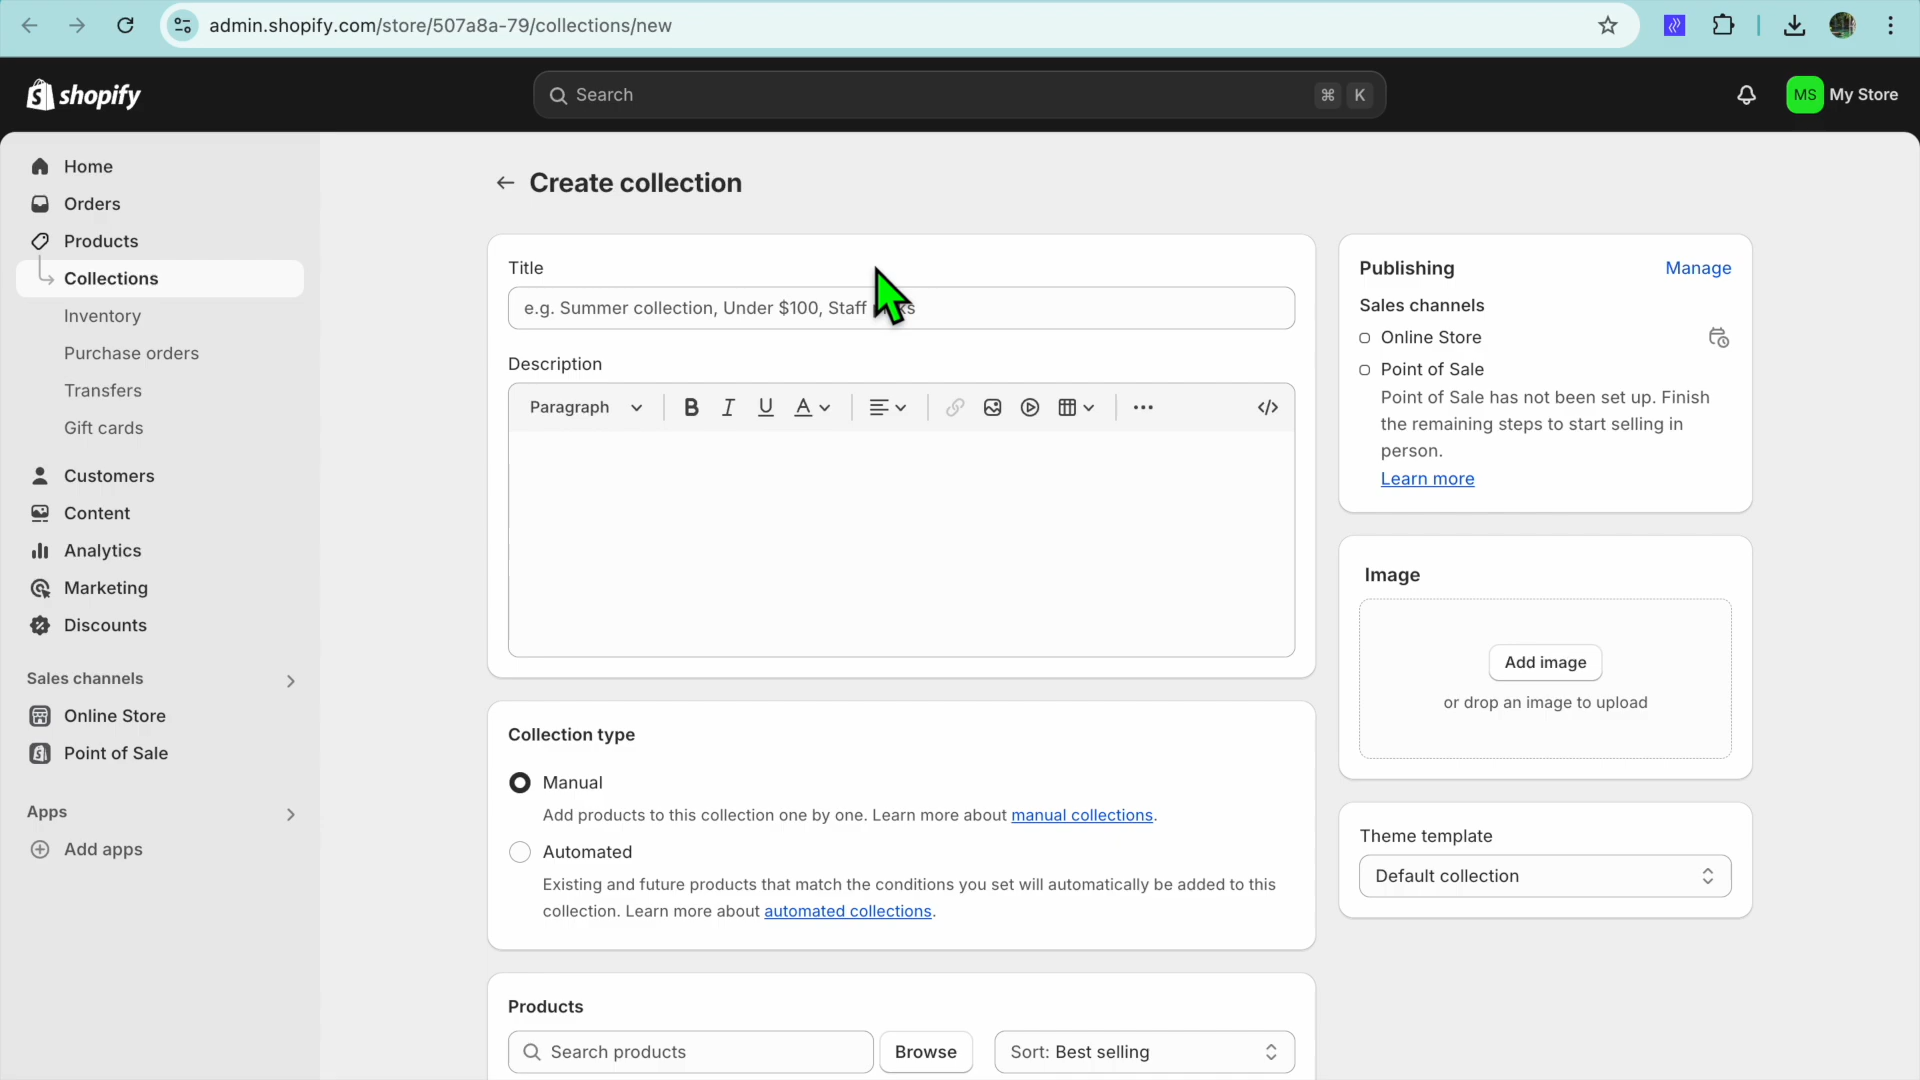 admin.shopify.com/store/507a8a-79/collections/new
shopify
Search
⌘ K
MS My Store
Home
Orders
Products
Collections
Inventory
Purchase orders
Transfers
Gift cards
Customers
Content
Analytics
Marketing
Discounts
Sales channels
Online Store
Point of Sale
Apps
Add apps
Create collection
Title
e.g. Summer collection, Under $100, Staff
Description
Paragraph
Collection type
Manual
Add products to this collection one by one. Learn more about manual collections.
Automated
Existing and future products that match the conditions you set will automatically be added to this
collection. Learn more about automated collections.
Products
Search products
Browse
Sort: Best selling
Publishing
Manage
Sales channels
Online Store
Point of Sale
Point of Sale has not been set up. Finish
the remaining steps to start selling in
person.
Learn more
Image
Add image
or drop an image to upload
Theme template
Default collection